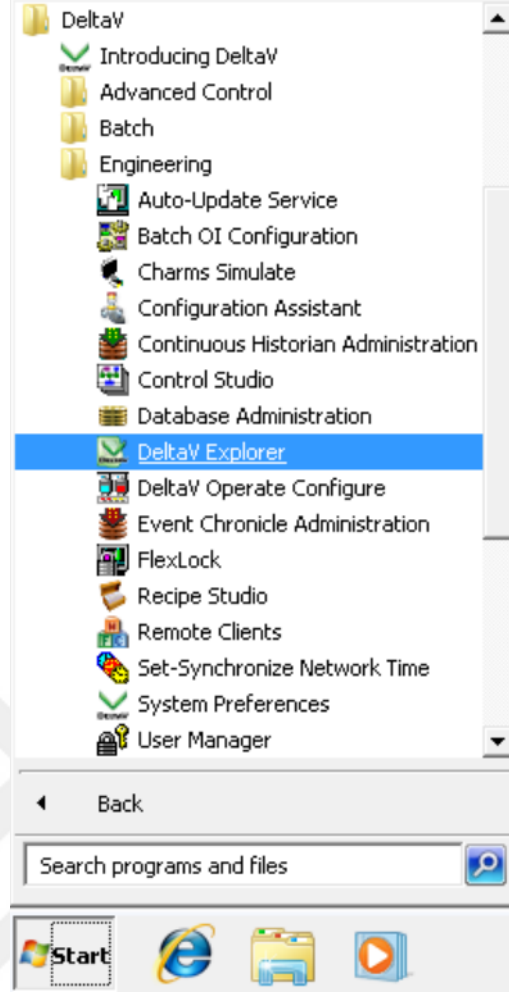 DeltaV
Introducing DeltaV
Advanced Control
Batch
Engineering
Auto-Update Service
Batch OI Configuration
Charms Simulate
Configuration Assistant
Continuous Historian Administration
Control Studio
Database Administration
DeltaV Explorer
DeltaV Operate Configure
Event Chronicle Administration
FlexLock
Recipe Studio
Remote Clients
Set-Synchronize Network Time
System Preferences
User Manager
Back
Search programs and files
Start